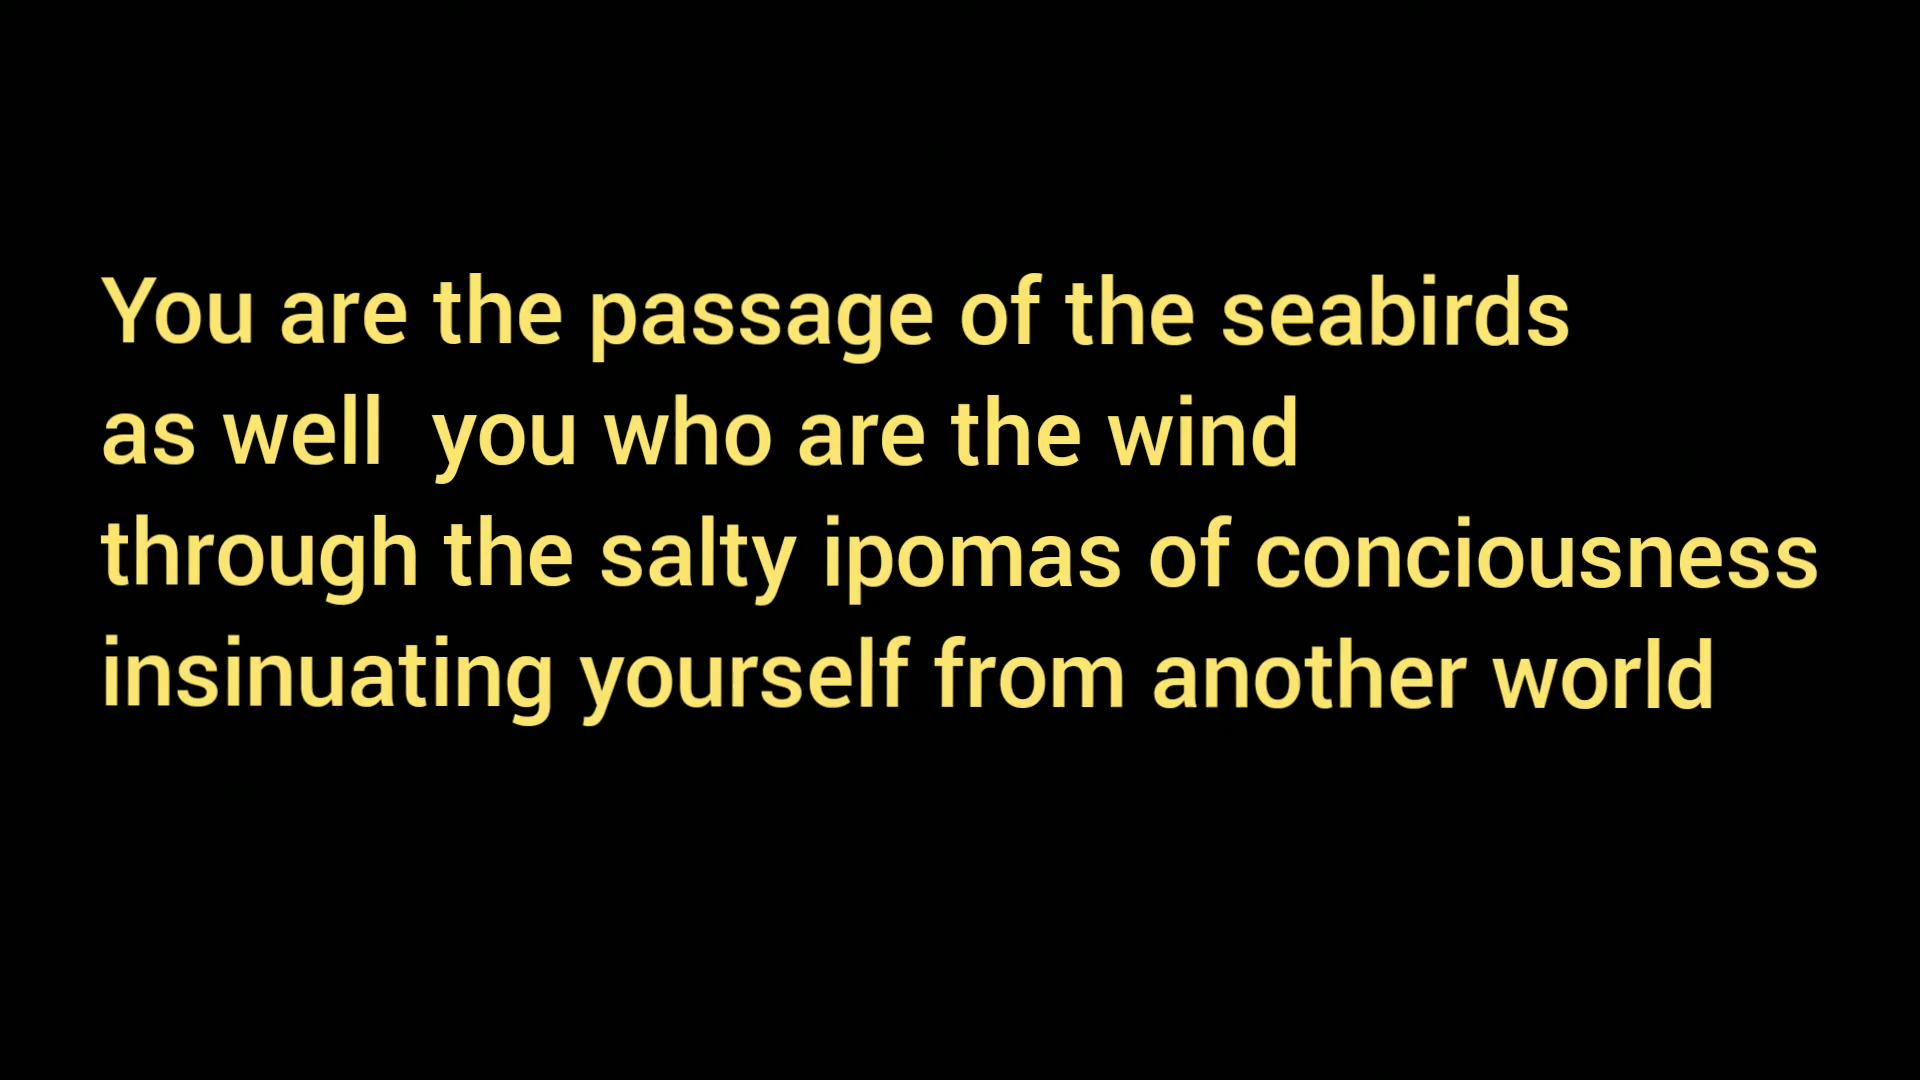 You are the passage of the seabirds
as well  you who are the wind
through the salty ipomas of conciousness
insinuating yourself from another world